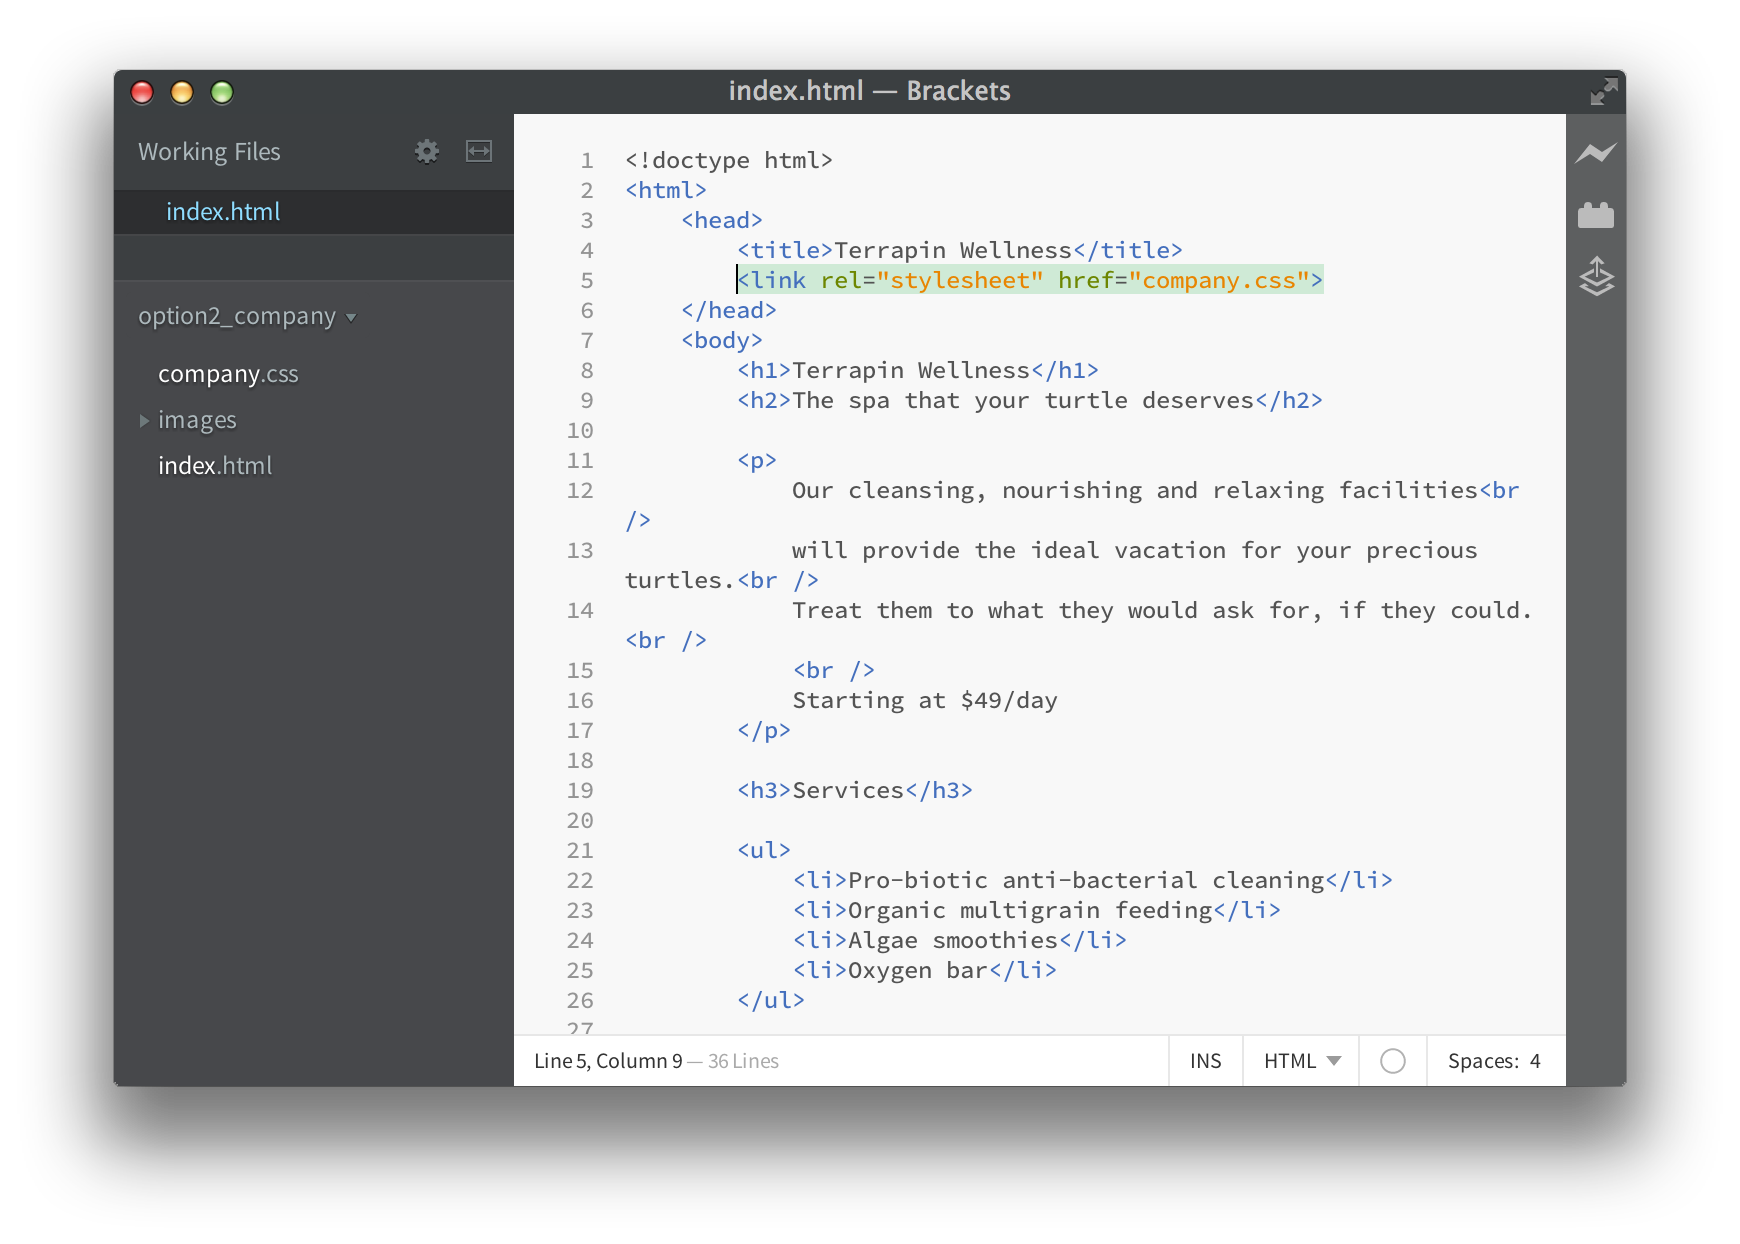 index.html — Brackets
Working Files
index.html
option2_company
company.css
images
index.html
1 <!doctype html>
2 <html>
3 <head>
4 <title>Terrapin Wellness</title>
5 <link rel="stylesheet" href="company.css">
6 </head>
7 <body>
8 <h1>Terrapin Wellness</h1>
9 <h2>The spa that your turtle deserves</h2>
10
11 <p>
12 Our cleansing, nourishing and relaxing facilities<br
/>
13 will provide the ideal vacation for your precious
turtles.<br />
14 Treat them to what they would ask for, if they could.
<br />
15 <br />
16 Starting at $49/day
17 </p>
18
19 <h3>Services</h3>
20
21 <ul>
22 <li>Pro-biotic anti-bacterial cleaning</li>
23 <li>Organic multigrain feeding</li>
24 <li>Algae smoothies</li>
25 <li>Oxygen bar</li>
26 </ul>
27
Line 5, Column 9 — 36 Lines
INS
HTML
Spaces: 4